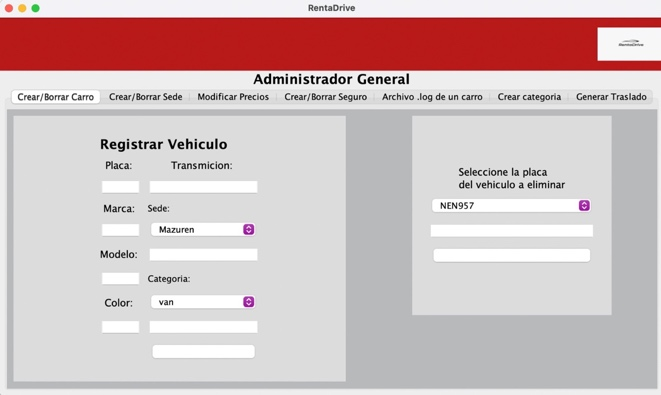 RentaDrive
RentaDrive
Administrador General
Crear/Borrar Carro Crear/Borrar Sede Modificar Precios Crear/Borrar Seguro Archivo .log de un carro Crear categoria Generar Traslado
Registrar Vehiculo
Placa: Transmicion:
Marca: Sede:
Mazuren
Modelo:
Categoria:
Color: van
Seleccione la placa
del vehiculo a eliminar
NEN957